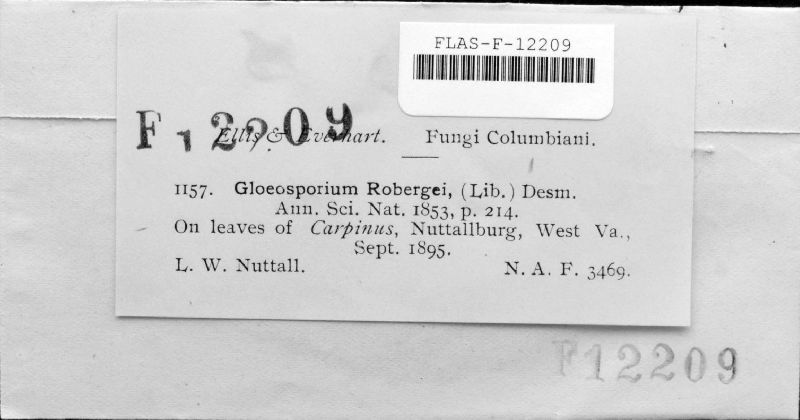 FLAS-F-12209
F 12209
Ellis & Everhart. Fungi Columbiani.
1157. Gloeosporium Robergei, (Lib.) Desm.
Ann. Sci. Nat. 1853, p. 214.
On leaves of Carpinus, Nuttallburg, West Va.,
Sept. 1895.
L. W. Nuttall. N. A. F. 3469.
F12209